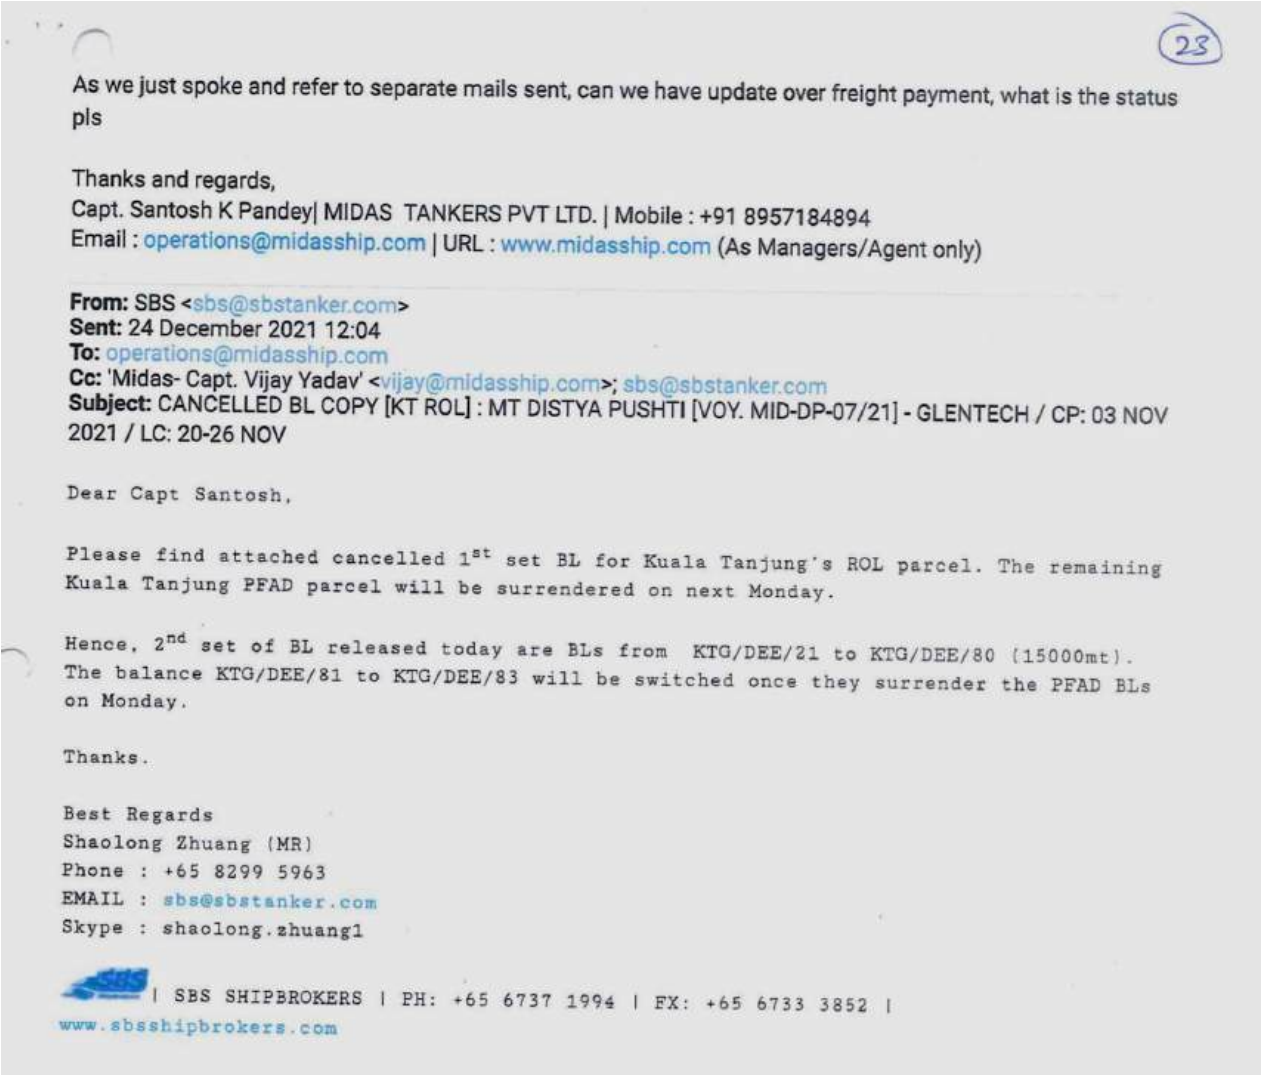 23
As we just spoke and refer to separate mails sent, can we have update over freight payment, what is the status
pls
Thanks and regards,
Capt. Santosh K Pandey| MIDAS TANKERS PVT LTD. | Mobile : +91 8957184894
Email : operations@midasship.com | URL : www.midasship.com (As Managers/Agent only)
From: SBS <sbs@sbstanker.com>
Sent: 24 December 2021 12:04
To: operations@midasship.com
Cc: 'Midas- Capt. Vijay Yadav' <vijay@midasship.com>; sbs@sbstanker.com
Subject: CANCELLED BL COPY [KT ROL] : MT DISTYA PUSHTI [VOY. MID-DP-07/21] - GLENTECH / CP: 03 NOV
2021 / LC: 20-26 NOV
Dear Capt Santosh,
Please find attached cancelled 1st set BL for Kuala Tanjung's ROL parcel. The remaining
Kuala Tanjung PFAD parcel will be surrendered on next Monday.
Hence, 2nd set of BL released today are BLs from KTG/DEE/21 to KTG/DEE/80 (15000mt).
The balance KTG/DEE/81 to KTG/DEE/83 will be switched once they surrender the PFAD BLs
on Monday.
Thanks.
Best Regards
Shaolong Zhuang (MR)
Phone : +65 8299 5963
EMAIL : sbs@sbstanker.com
Skype : shaolong.zhuang1
SBS | SBS SHIPBROKERS | PH: +65 6737 1994 | FX: +65 6733 3852 |
www.sbsshipbrokers.com